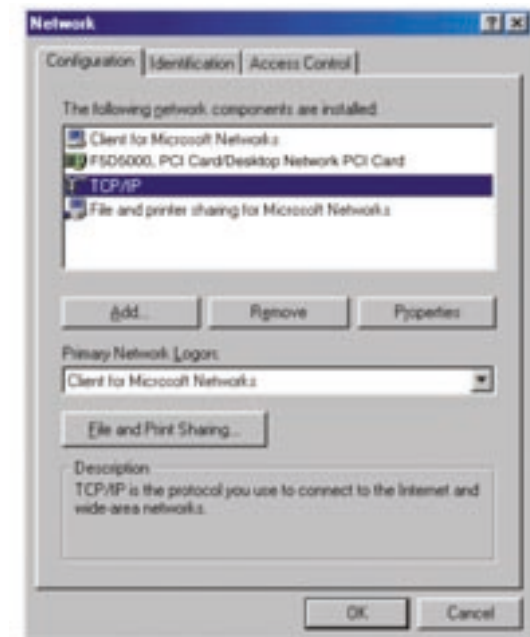 Network
Configuration Identification Access Control
The following network components are installed:
Client for Microsoft Networks
F5D5000, PCI Card/Desktop Network PCI Card
TCP/IP
File and printer sharing for Microsoft Networks
Add... Remove Properties
Primary Network Logon:
Client for Microsoft Networks
File and Print Sharing...
Description
TCP/IP is the protocol you use to connect to the Internet and
wide-area networks.
OK Cancel